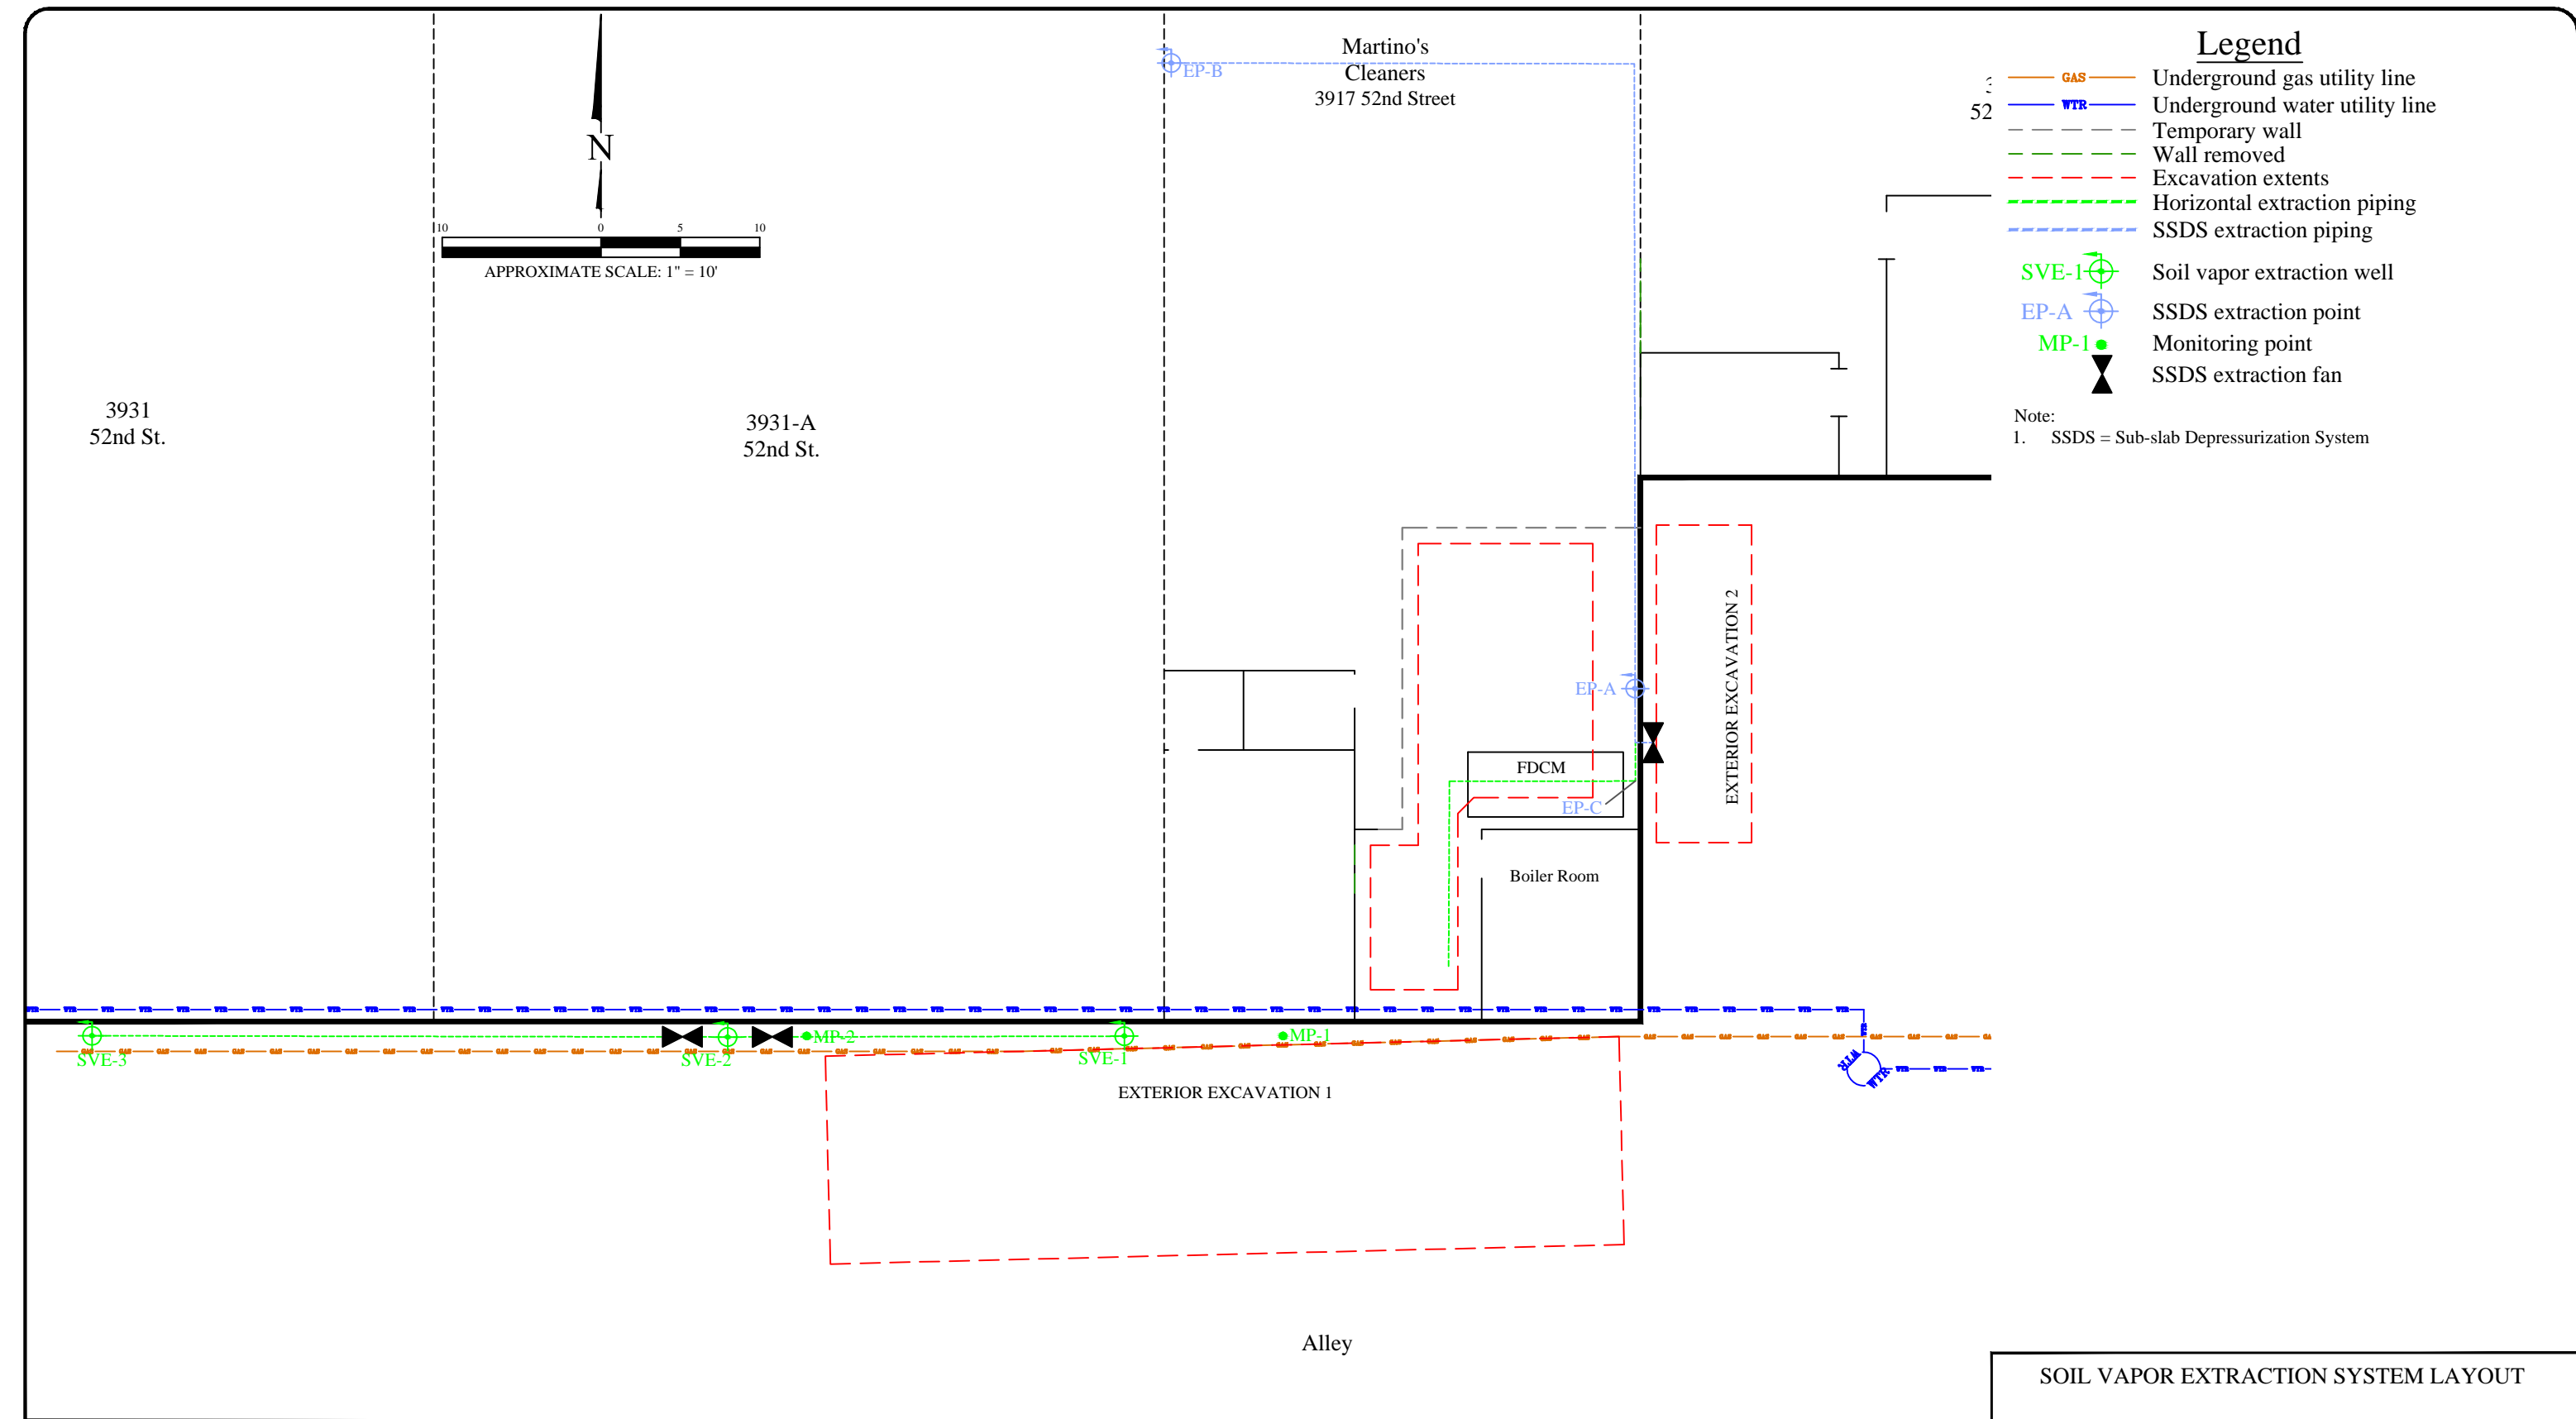 Martino's
Cleaners
3917 52nd Street
EP-B
N
10 0 5 10
APPROXIMATE SCALE: 1" = 10'
3931
52nd St.
3931-A
52nd St.
52
Legend
GAS Underground gas utility line
WTR Underground water utility line
Temporary wall
Wall removed
Excavation extents
Horizontal extraction piping
SSDS extraction piping
SVE-1 Soil vapor extraction well
EP-A SSDS extraction point
MP-1 Monitoring point
SSDS extraction fan
Note:
1. SSDS = Sub-slab Depressurization System
EXTERIOR EXCAVATION 2
EP-A
FDCM
EP-C
Boiler Room
WTR
GAS
MP-2
MP-1
SVE-3
SVE-2
SVE-1
WTR
WTR
EXTERIOR EXCAVATION 1
Alley
SOIL VAPOR EXTRACTION SYSTEM LAYOUT